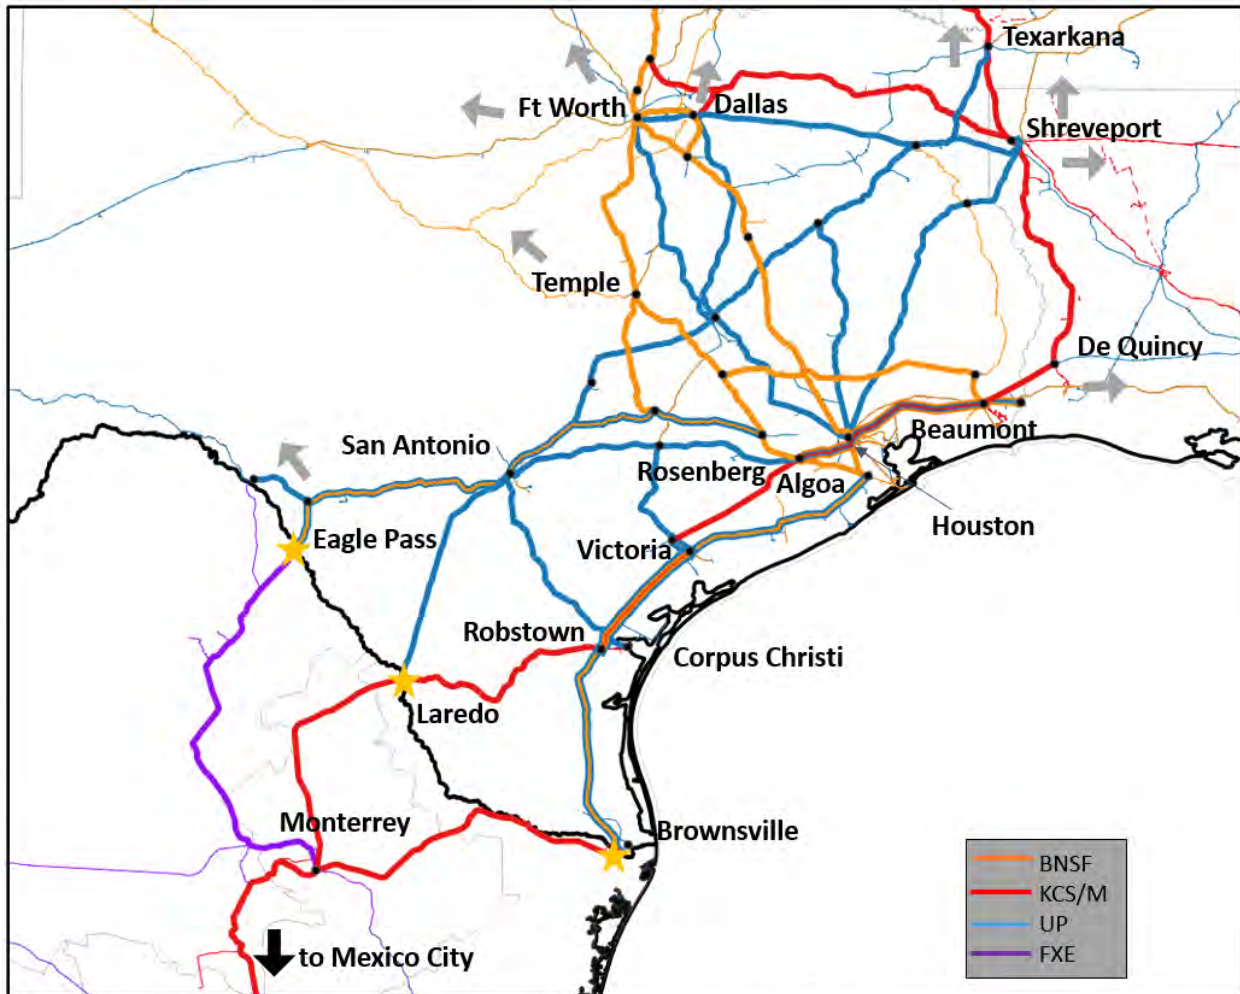 Texarkana
Ft Worth
Dallas
Shreveport
Temple
De Quincy
San Antonio
Beaumont
Rosenberg
Algoa
Houston
Eagle Pass
Victoria
Robstown
Corpus Christi
Laredo
Monterrey
Brownsville
BNSF
KCS/M
UP
FXE
to Mexico City